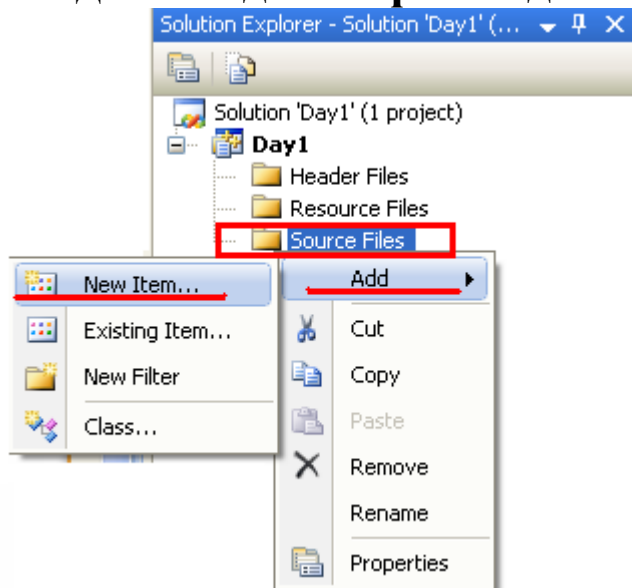 Solution Explorer - Solution 'Day1' (...
Solution 'Day1' (1 project)
Day1
Header Files
Resource Files
Source Files
New Item...
Existing Item...
New Filter
Class...
Add
Cut
Copy
Paste
Remove
Rename
Properties